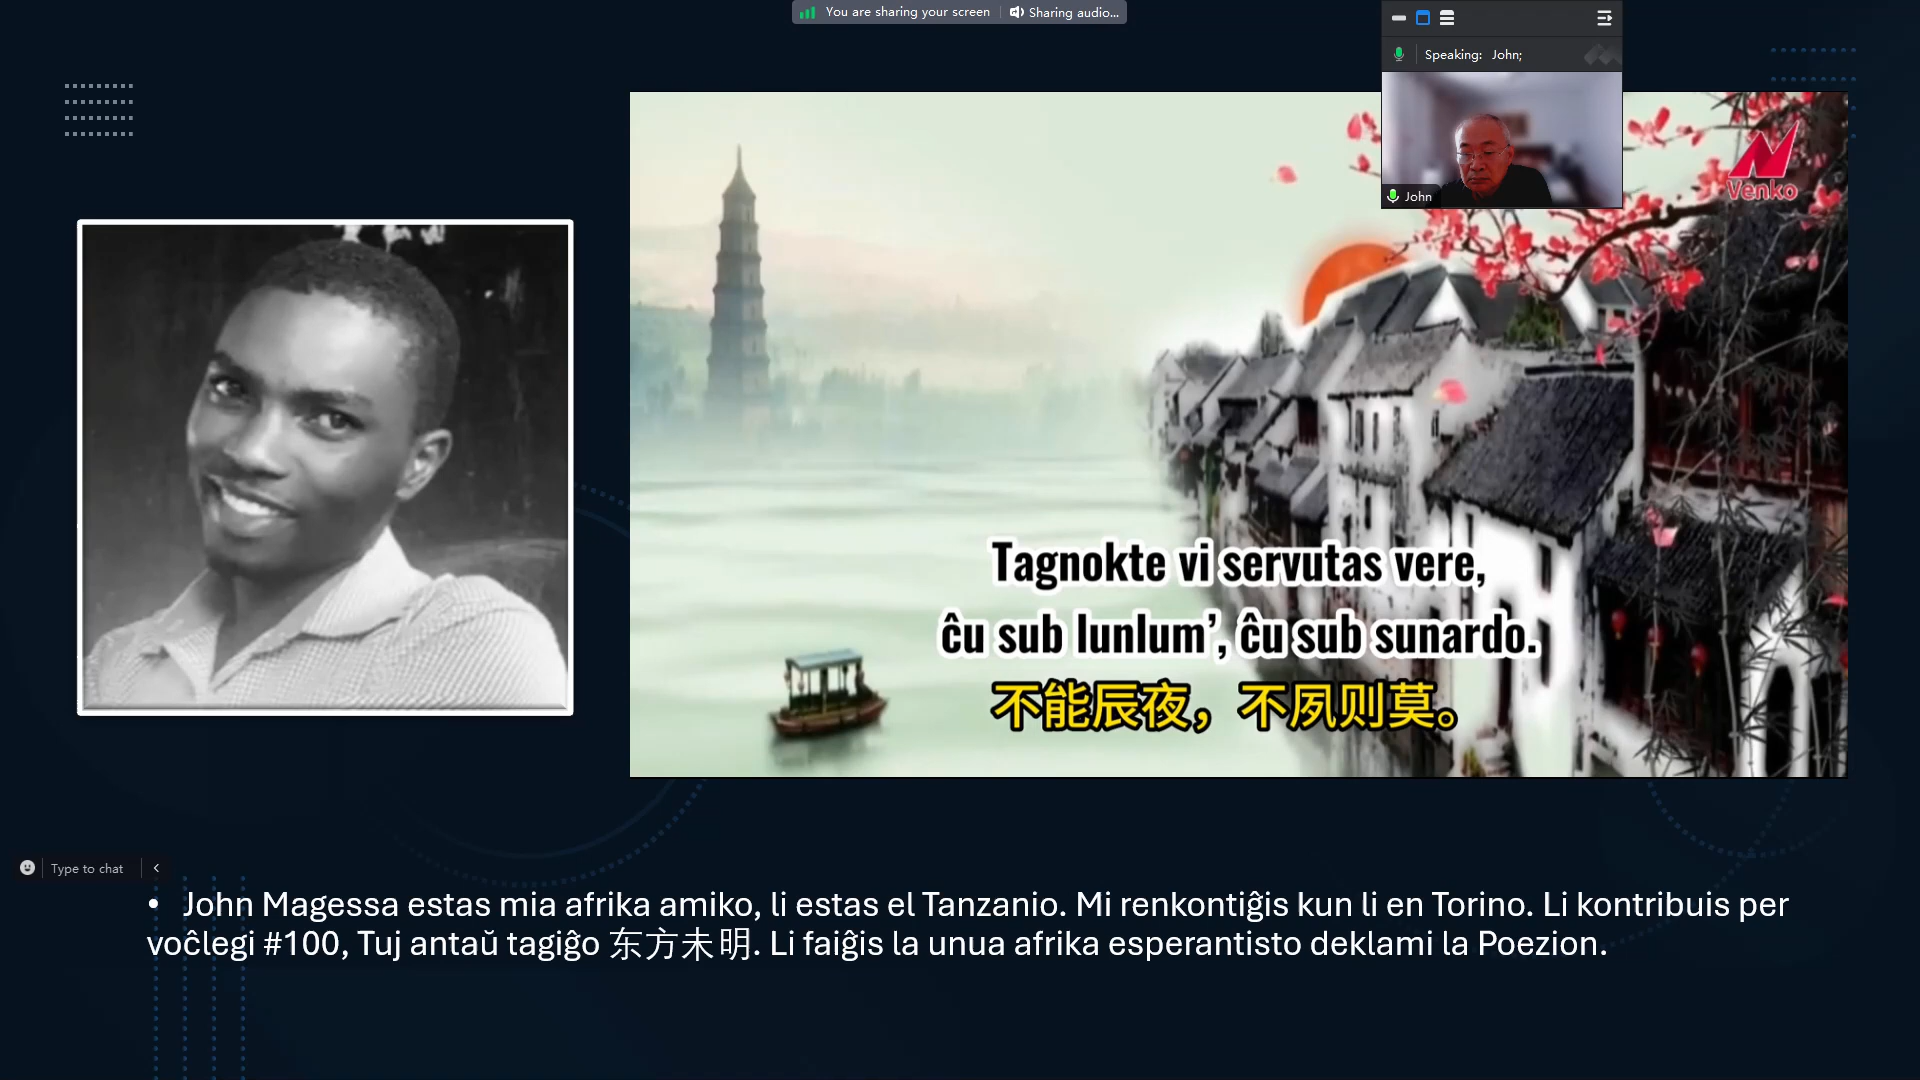 You are sharing your screen
Sharing audio...
Speaking: John;
John
Venko
Tagnokte vi servutas vere,
ĉu sub lunlum’, ĉu sub sunardo.
不能辰夜，不夙则莫。
Type to chat
• John Magessa estas mia afrika amiko, li estas el Tanzanio. Mi renkontiĝis kun li en Torino. Li kontribuis per
voĉlegi #100, Tuj antaŭ tagiĝo 东方未明. Li faiĝis la unua afrika esperantisto deklami la Poezion.